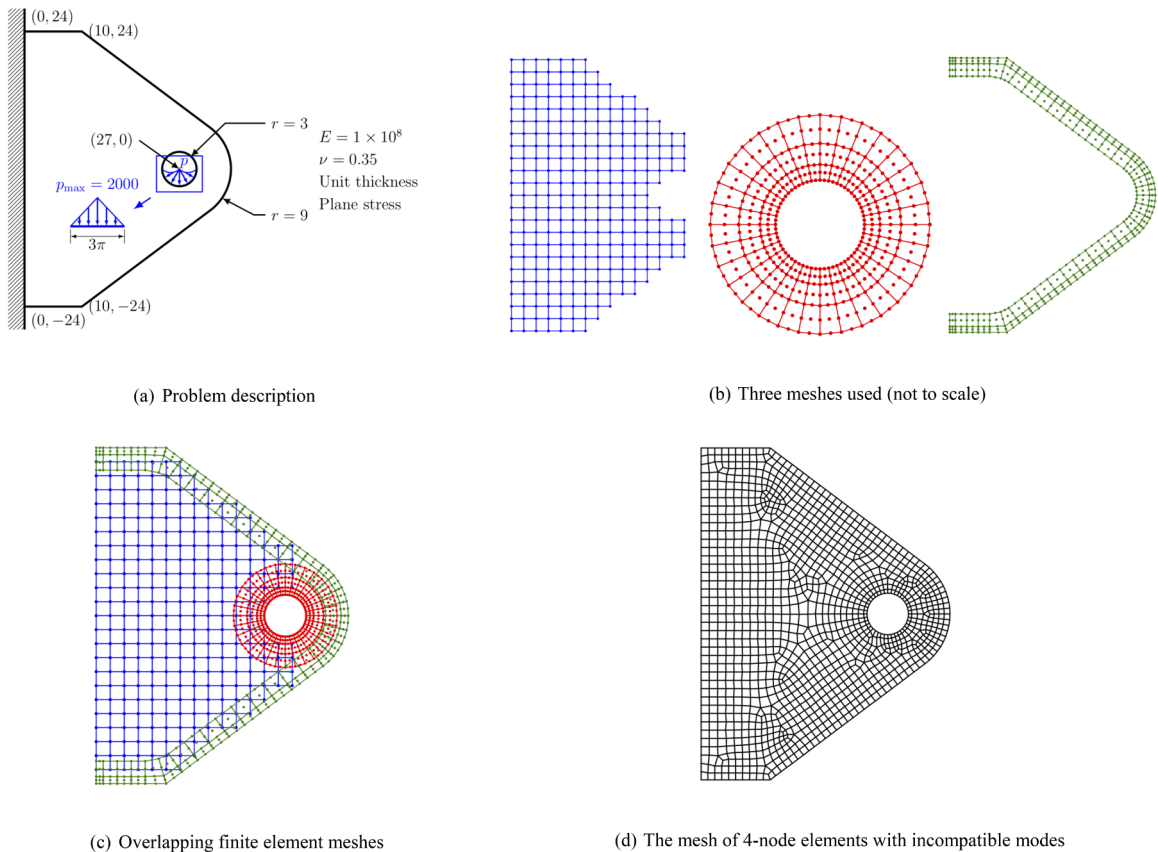 (0, 24)
(10, 24)
(27, 0)
p
r = 3
p_max = 2000
3π
E = 1 × 10^8
ν = 0.35
Unit thickness
Plane stress
r = 9
(10, −24)
(0, −24)
(a) Problem description
(b) Three meshes used (not to scale)
(c) Overlapping finite element meshes
(d) The mesh of 4-node elements with incompatible modes